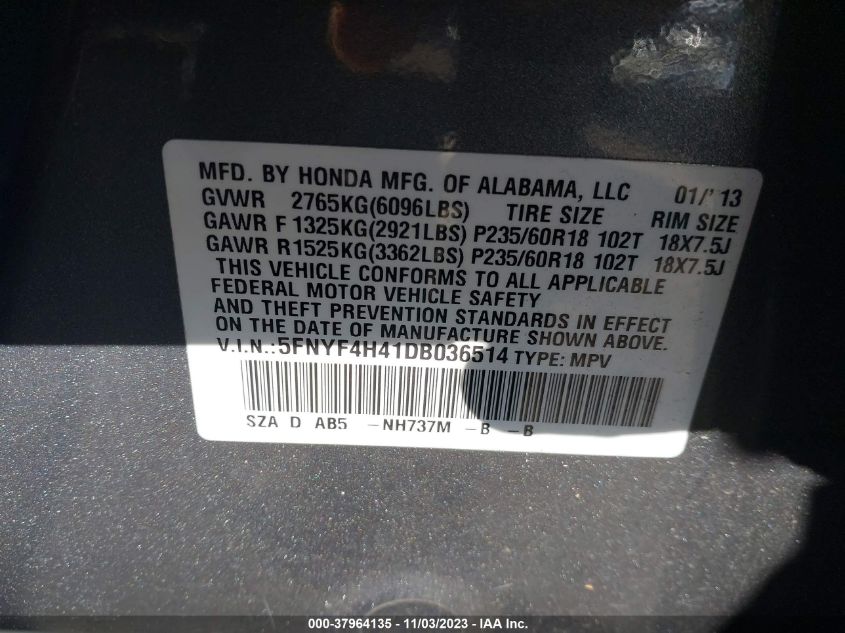 MFD. BY HONDA MFG. OF ALABAMA, LLC 01/'13
GVWR 2765KG(6096LBS) TIRE SIZE RIM SIZE
GAWR F 1325KG(2921LBS) P235/60R18 102T 18X7.5J
GAWR R1525KG(3362LBS) P235/60R18 102T 18X7.5J
THIS VEHICLE CONFORMS TO ALL APPLICABLE
FEDERAL MOTOR VEHICLE SAFETY
AND THEFT PREVENTION STANDARDS IN EFFECT
ON THE DATE OF MANUFACTURE SHOWN ABOVE.
V.I.N.:5FNYF4H41DB036514 TYPE: MPV
SZA D AB5 -NH737M -B -B
000-37964135 - 11/03/2023 - IAA Inc.